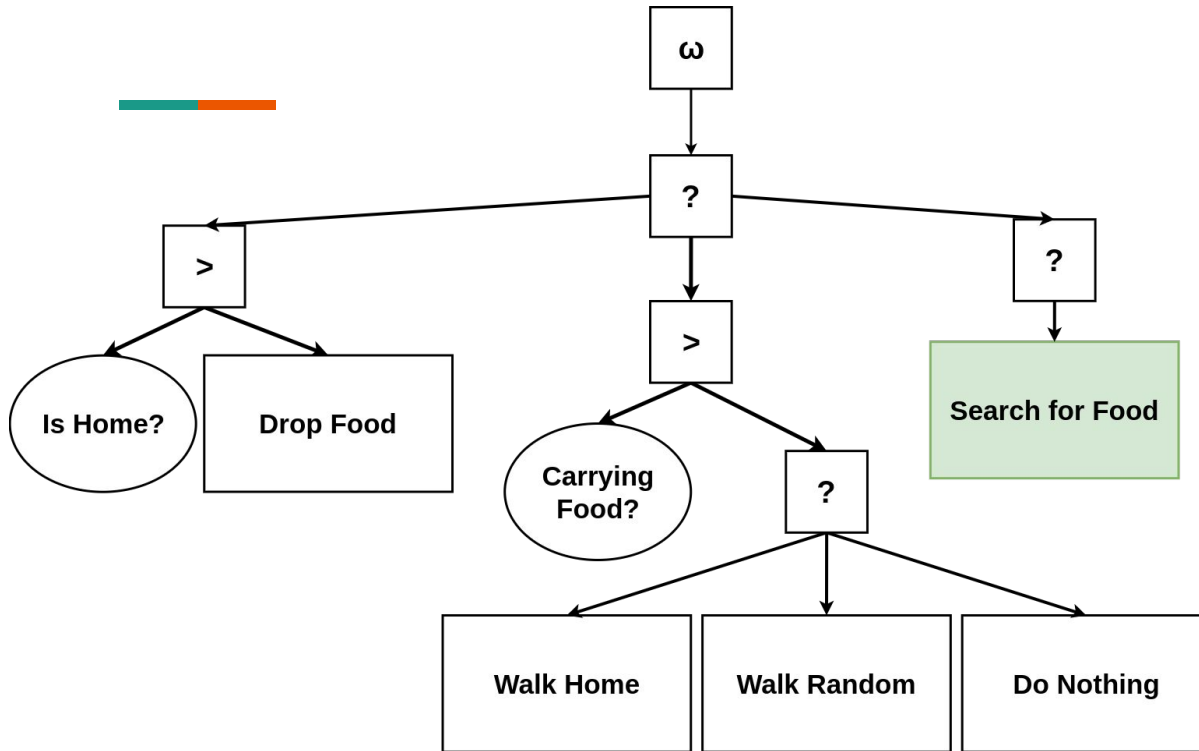 ω
?
>
?
Is Home?
Drop Food
>
Search for Food
Carrying
Food?
?
Walk Home
Walk Random
Do Nothing